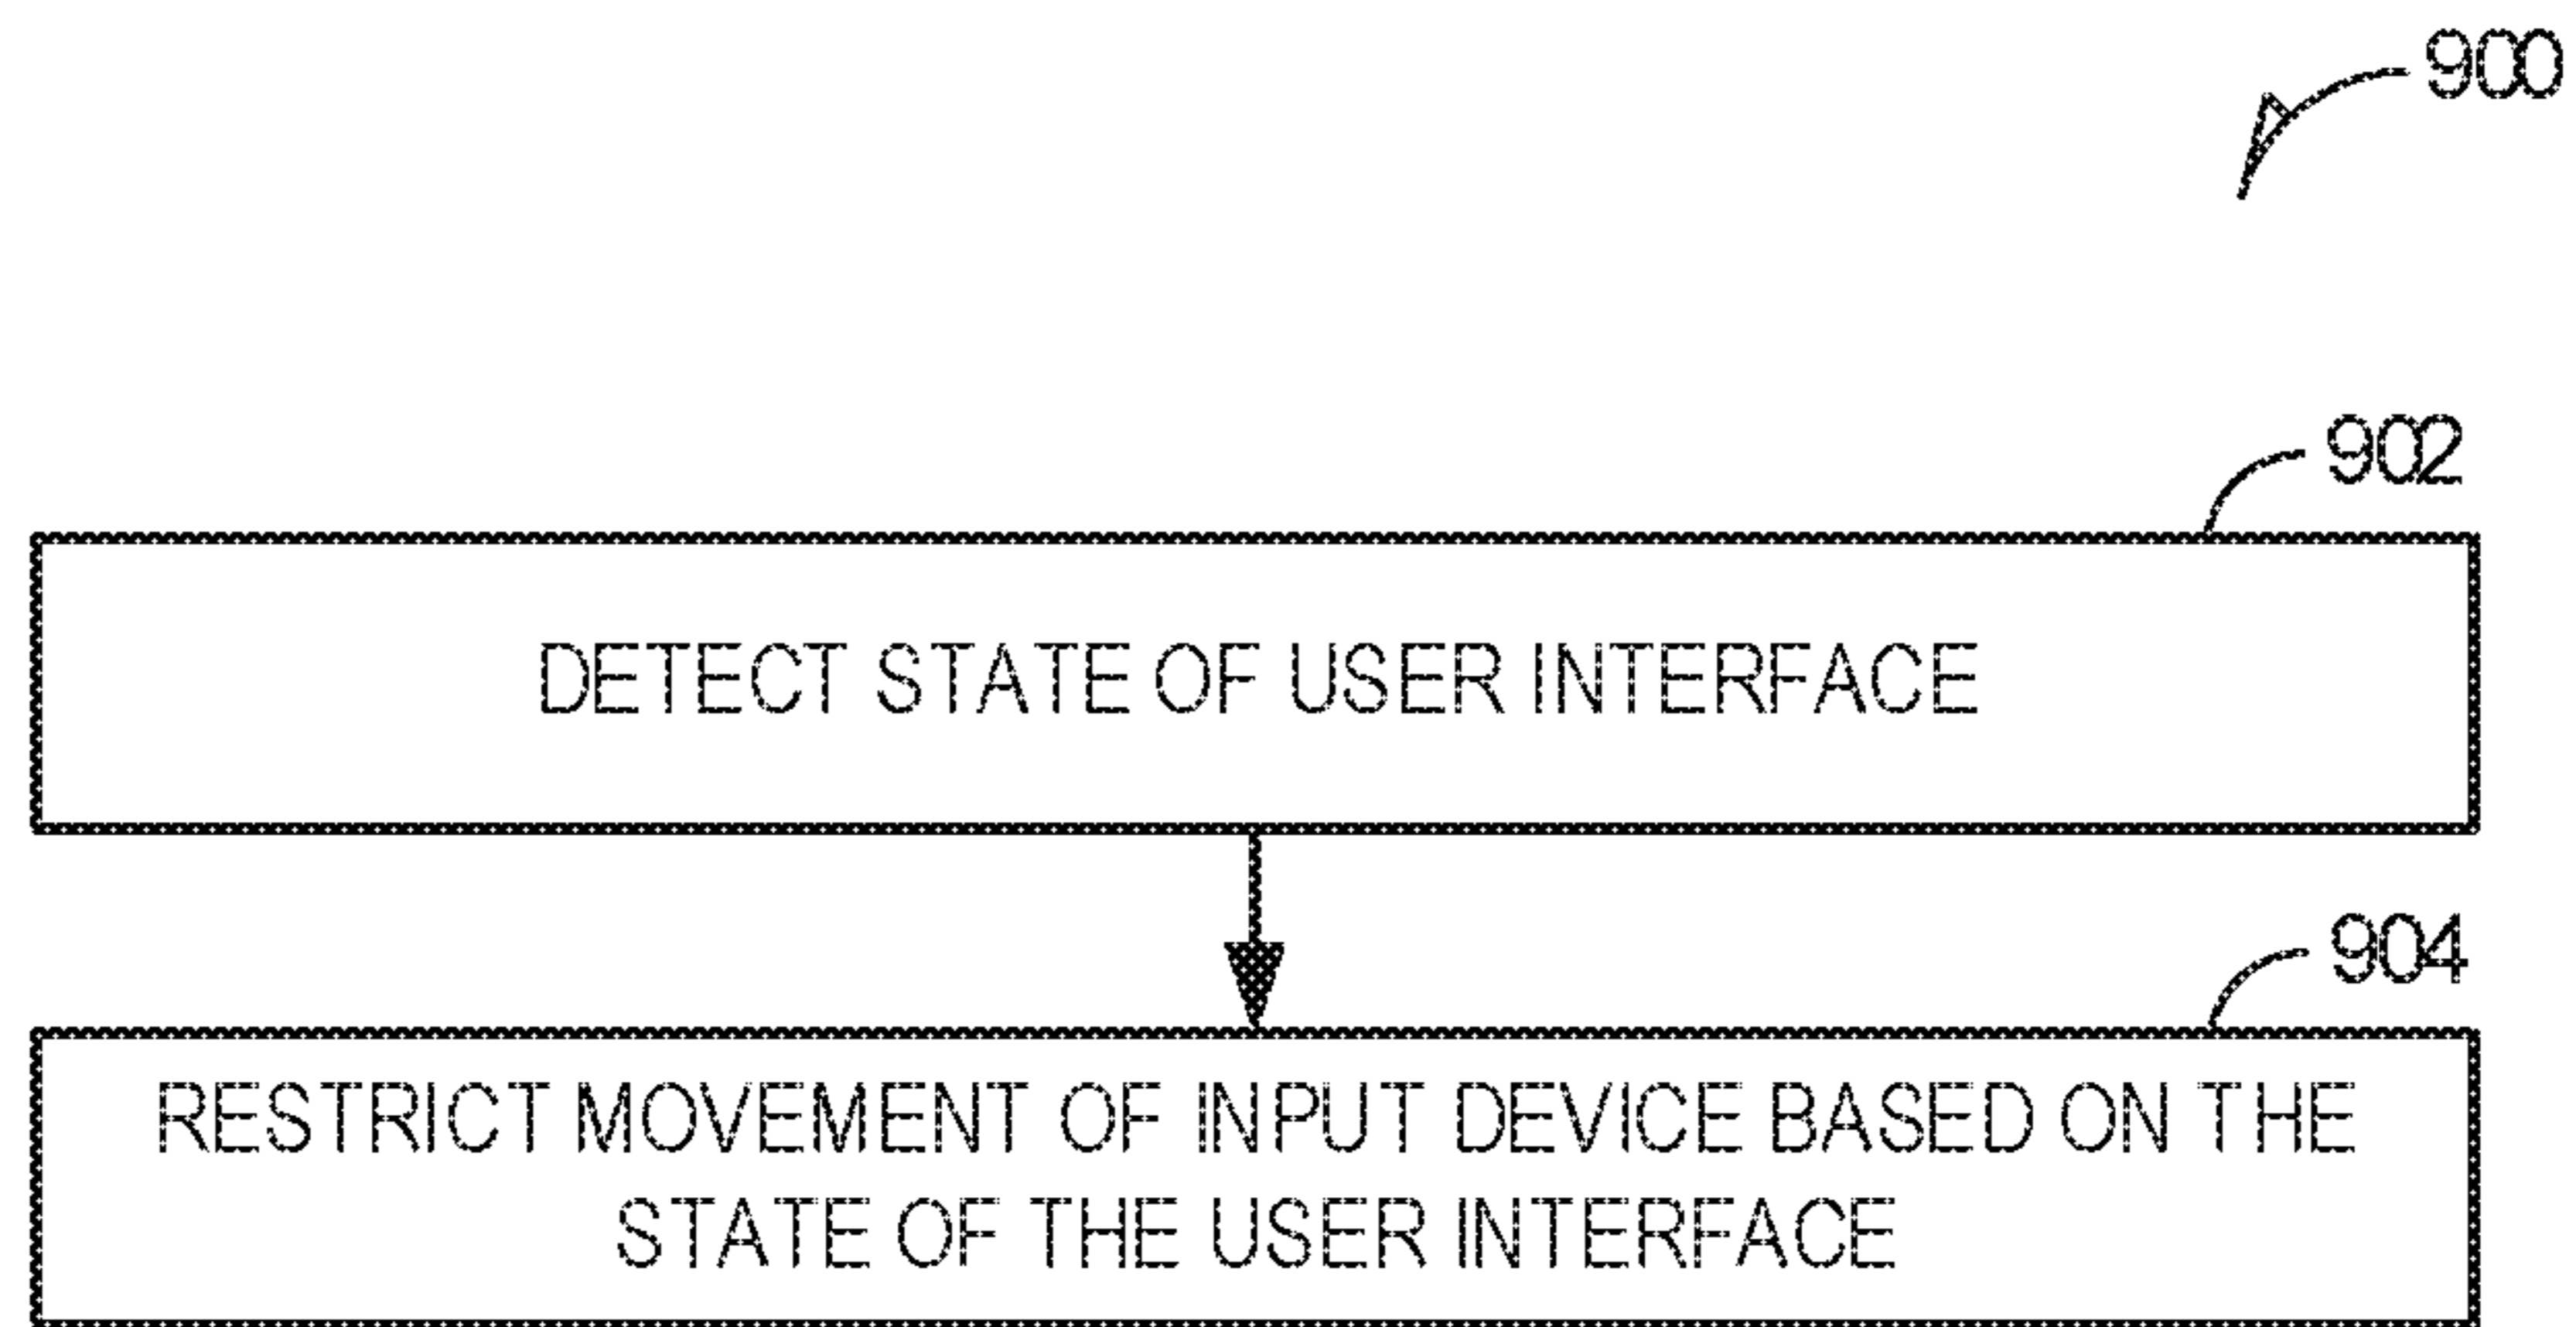 900
902
DETECT STATE OF USER INTERFACE
904
RESTRICT MOVEMENT OF INPUT DEVICE BASED ON THE
STATE OF THE USER INTERFACE